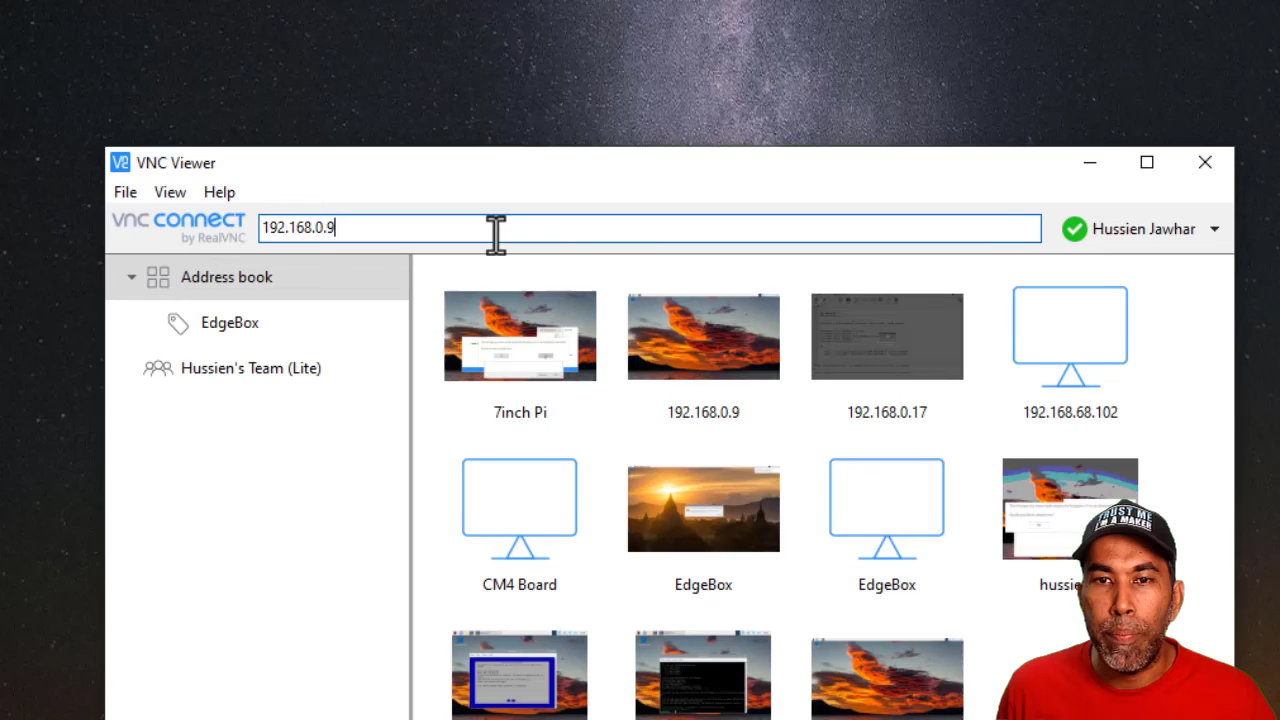 VNC Viewer
File View Help
vnc connect
by RealVNC
192.168.0.9
Hussien Jawhar
Address book
EdgeBox
Hussien's Team (Lite)
7inch Pi
192.168.0.9
192.168.0.17
192.168.68.102
CM4 Board
EdgeBox
EdgeBox
hussie
TRUST ME
I'M A MAKER